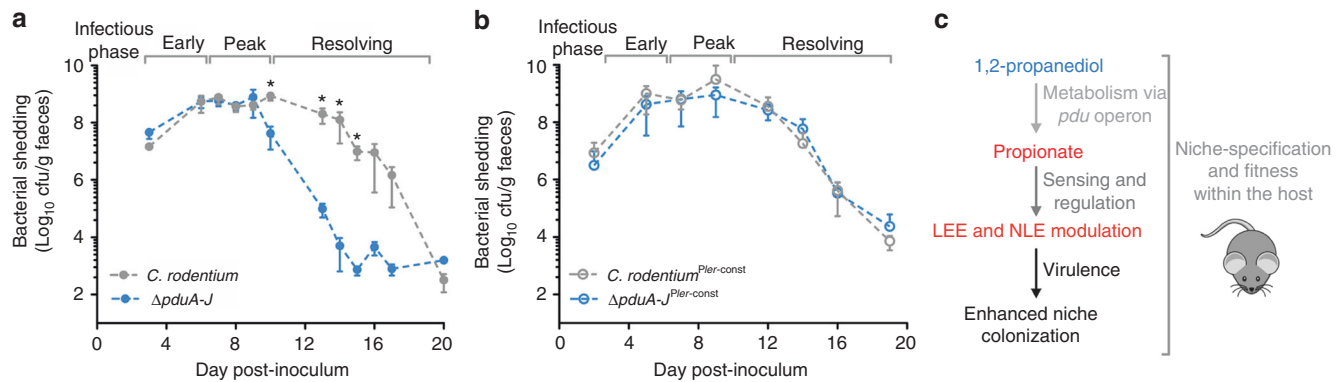 a
Infectious
phase
Early
Peak
Resolving
Bacterial shedding
(Log10 cfu/g faeces)
10
8
6
4
2
*
*
*
*
C. rodentium
ΔpduA-J
0
4
8
12
16
20
Day post-inoculum
b
Infectious
phase
Early
Peak
Resolving
Bacterial shedding
(Log10 cfu/g faeces)
10
8
6
4
2
C. rodentium Pler-const
ΔpduA-J Pler-const
0
4
8
12
16
20
Day post-inoculum
c
1,2-propanediol
Metabolism via
pdu operon
Propionate
Sensing and
regulation
LEE and NLE modulation
Virulence
Enhanced niche
colonization
Niche-specification
and fitness
within the host